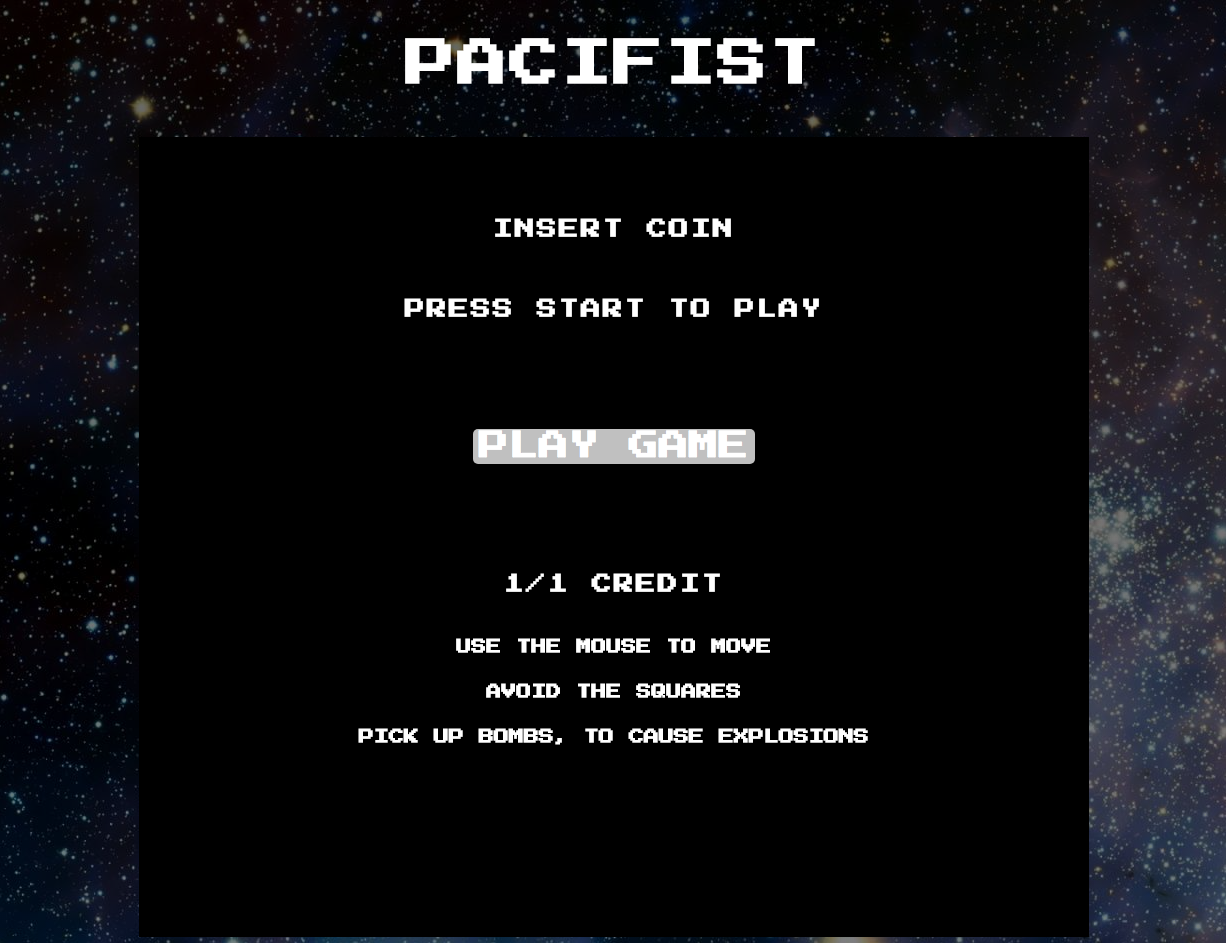 PACIFIST
INSERT COIN
PRESS START TO PLAY
PLAY GAME
1/1 CREDIT
USE THE MOUSE TO MOVE
AVOID THE SQUARES
PICK UP BOMBS, TO CAUSE EXPLOSIONS